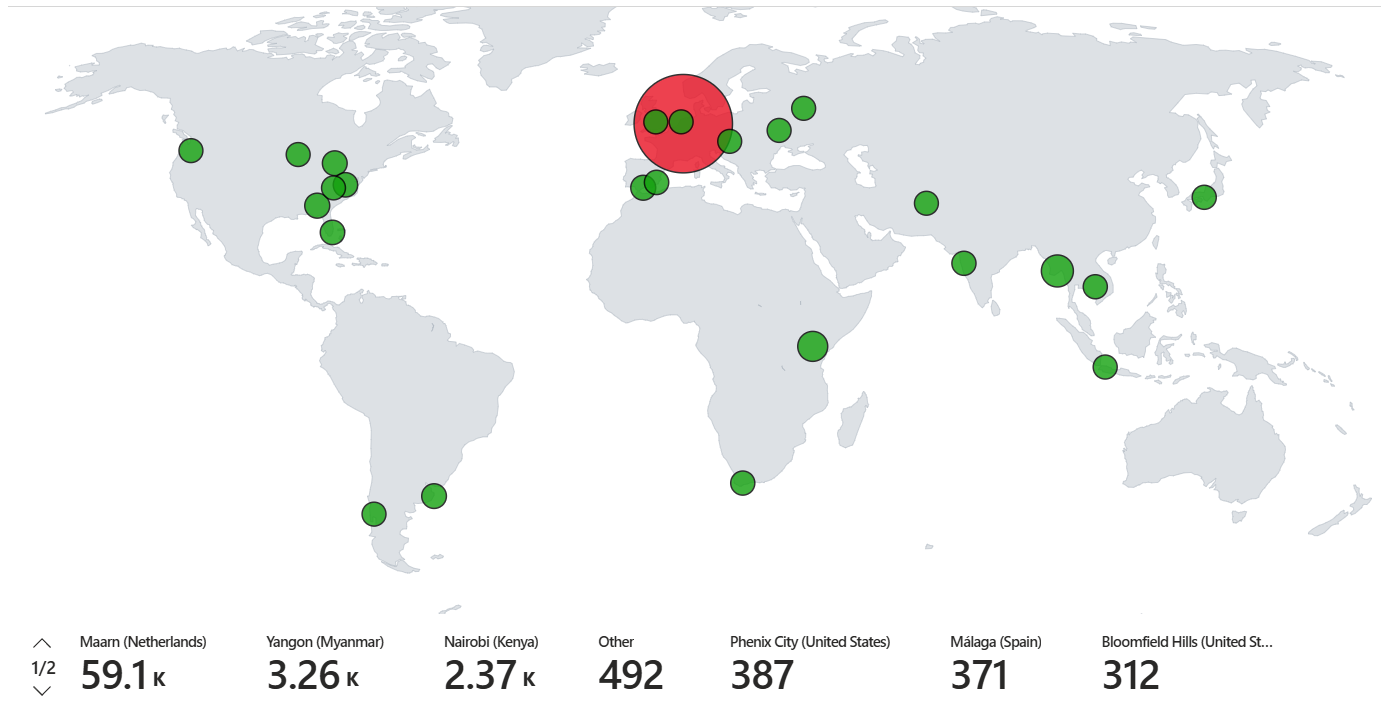 Maarn (Netherlands)
59.1 K
Yangon (Myanmar)
3.26 K
Nairobi (Kenya)
2.37 K
Other
492
Phenix City (United States)
387
Málaga (Spain)
371
Bloomfield Hills (United St...
312
1/2